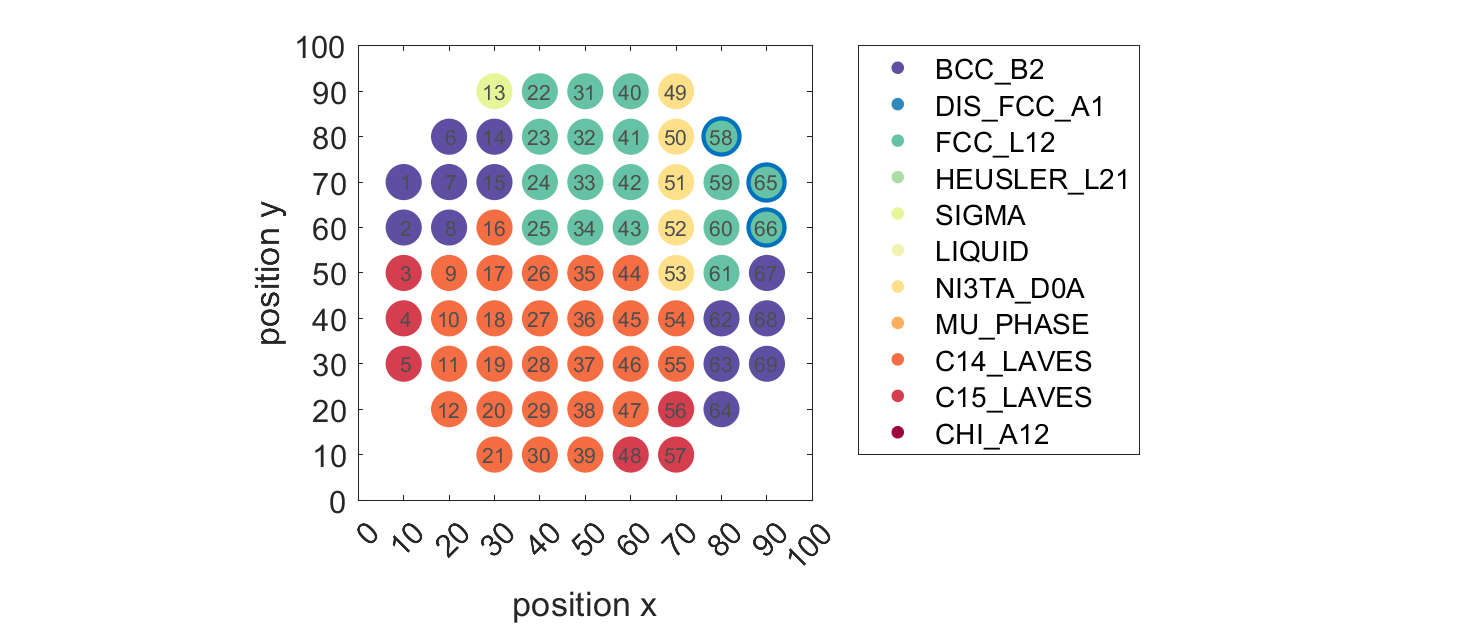 100
90 13 22 31 40 49
80 6 14 23 32 41 50 58
70 1 7 15 24 33 42 51 59 65
60 2 8 16 25 34 43 52 60 66
50 3 9 17 26 35 44 53 61 67
40 4 10 18 27 36 45 54 62 68
30 5 11 19 28 37 46 55 63 69
20 12 20 29 38 47 56 64
10 21 30 39 48 57
0
0 10 20 30 40 50 60 70 80 90 100
position x
position y
BCC_B2
DIS_FCC_A1
FCC_L12
HEUSLER_L21
SIGMA
LIQUID
NI3TA_D0A
MU_PHASE
C14_LAVES
C15_LAVES
CHI_A12